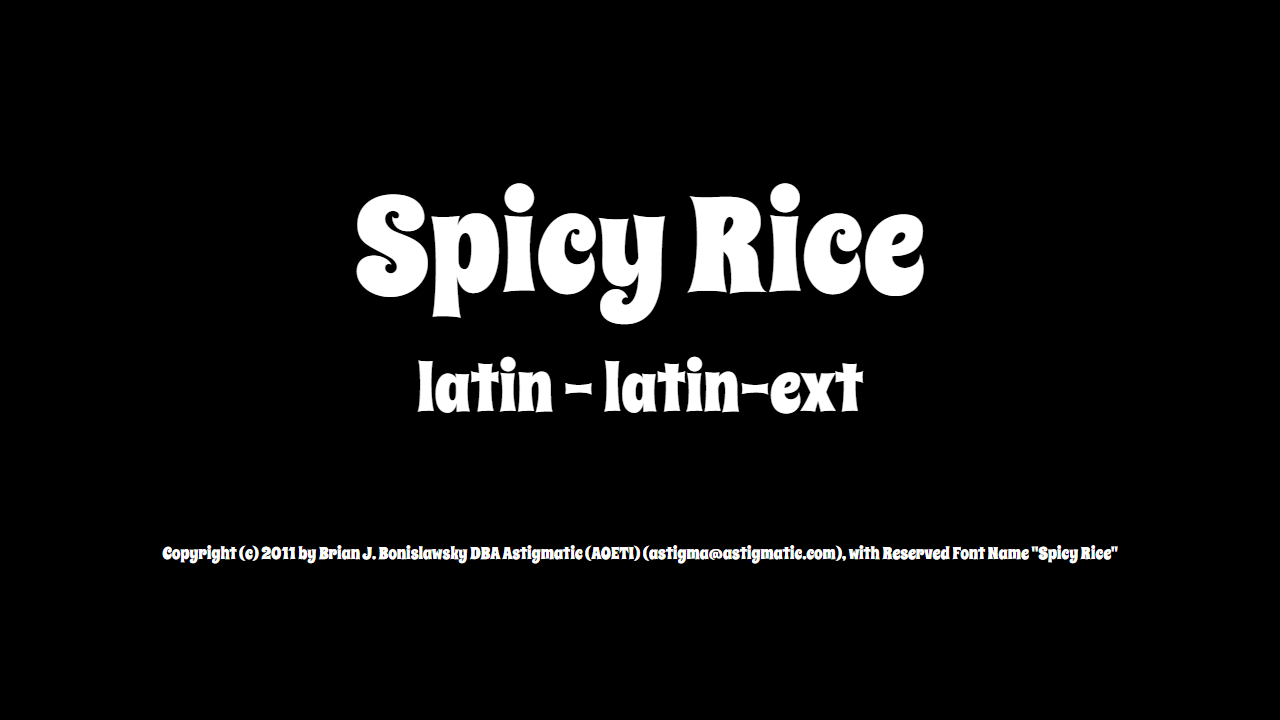 Spicy Rice
latin - latin-ext
Copyright (c) 2011 by Brian J. Bonislawsky DBA Astigmatic (AOETI) (astigma@astigmatic.com), with Reserved Font Name "Spicy Rice"